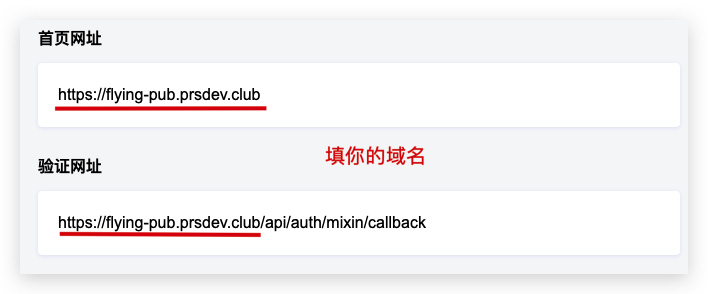 首页网址
https://flying-pub.prsdev.club
填你的域名
验证网址
https://flying-pub.prsdev.club/api/auth/mixin/callback